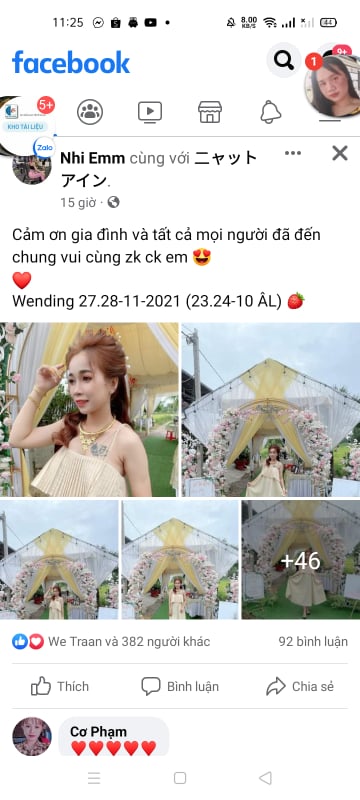 11:25
8.00 KB/S
44
facebook
9+
1
5+
KHO TÀI LIỆU
Zalo
Nhi Emm cùng với 二ャット
アイン.
15 giờ
Cảm ơn gia đình và tất cả mọi người đã đến
chung vui cùng zk ck em 😍
❤️
Wending 27.28-11-2021 (23.24-10 ÂL) 🍓
+46
We Traan và 382 người khác
92 bình luận
Thích
Bình luận
Chia sẻ
Cơ Phạm
❤️❤️❤️❤️❤️